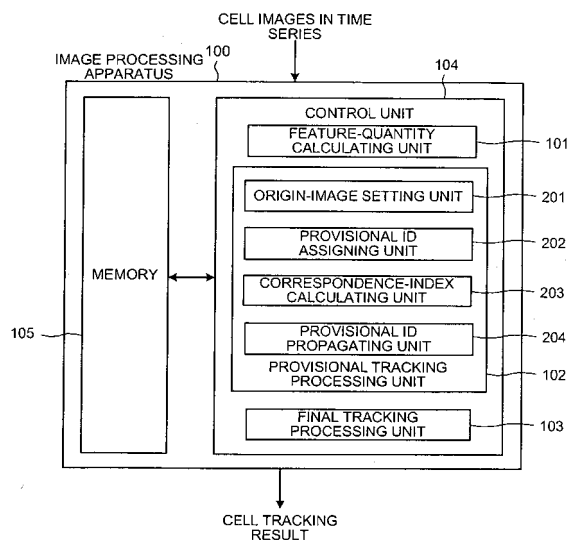 CELL IMAGES IN TIME
SERIES
IMAGE PROCESSING
APPARATUS
100
104
CONTROL UNIT
FEATURE-QUANTITY
CALCULATING UNIT
101
ORIGIN-IMAGE SETTING UNIT
201
PROVISIONAL ID
ASSIGNING UNIT
202
MEMORY
CORRESPONDENCE-INDEX
CALCULATING UNIT
203
105
PROVISIONAL ID
PROPAGATING UNIT
204
PROVISIONAL TRACKING
PROCESSING UNIT
102
FINAL TRACKING
PROCESSING UNIT
103
CELL TRACKING
RESULT